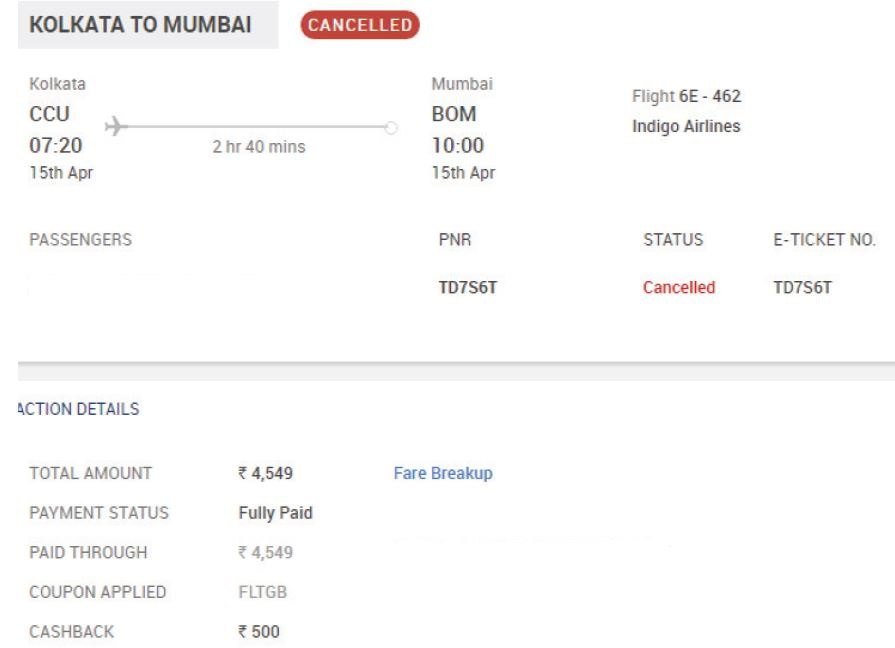 KOLKATA TO MUMBAI CANCELLED
Kolkata Mumbai
CCU BOM
Flight 6E - 462
07:20 2 hr 40 mins 10:00
Indigo Airlines
15th Apr 15th Apr
PASSENGERS PNR STATUS E-TICKET NO.
TD7S6T Cancelled TD7S6T
ACTION DETAILS
TOTAL AMOUNT ₹ 4,549 Fare Breakup
PAYMENT STATUS Fully Paid
PAID THROUGH ₹ 4,549
COUPON APPLIED FLTGB
CASHBACK ₹ 500